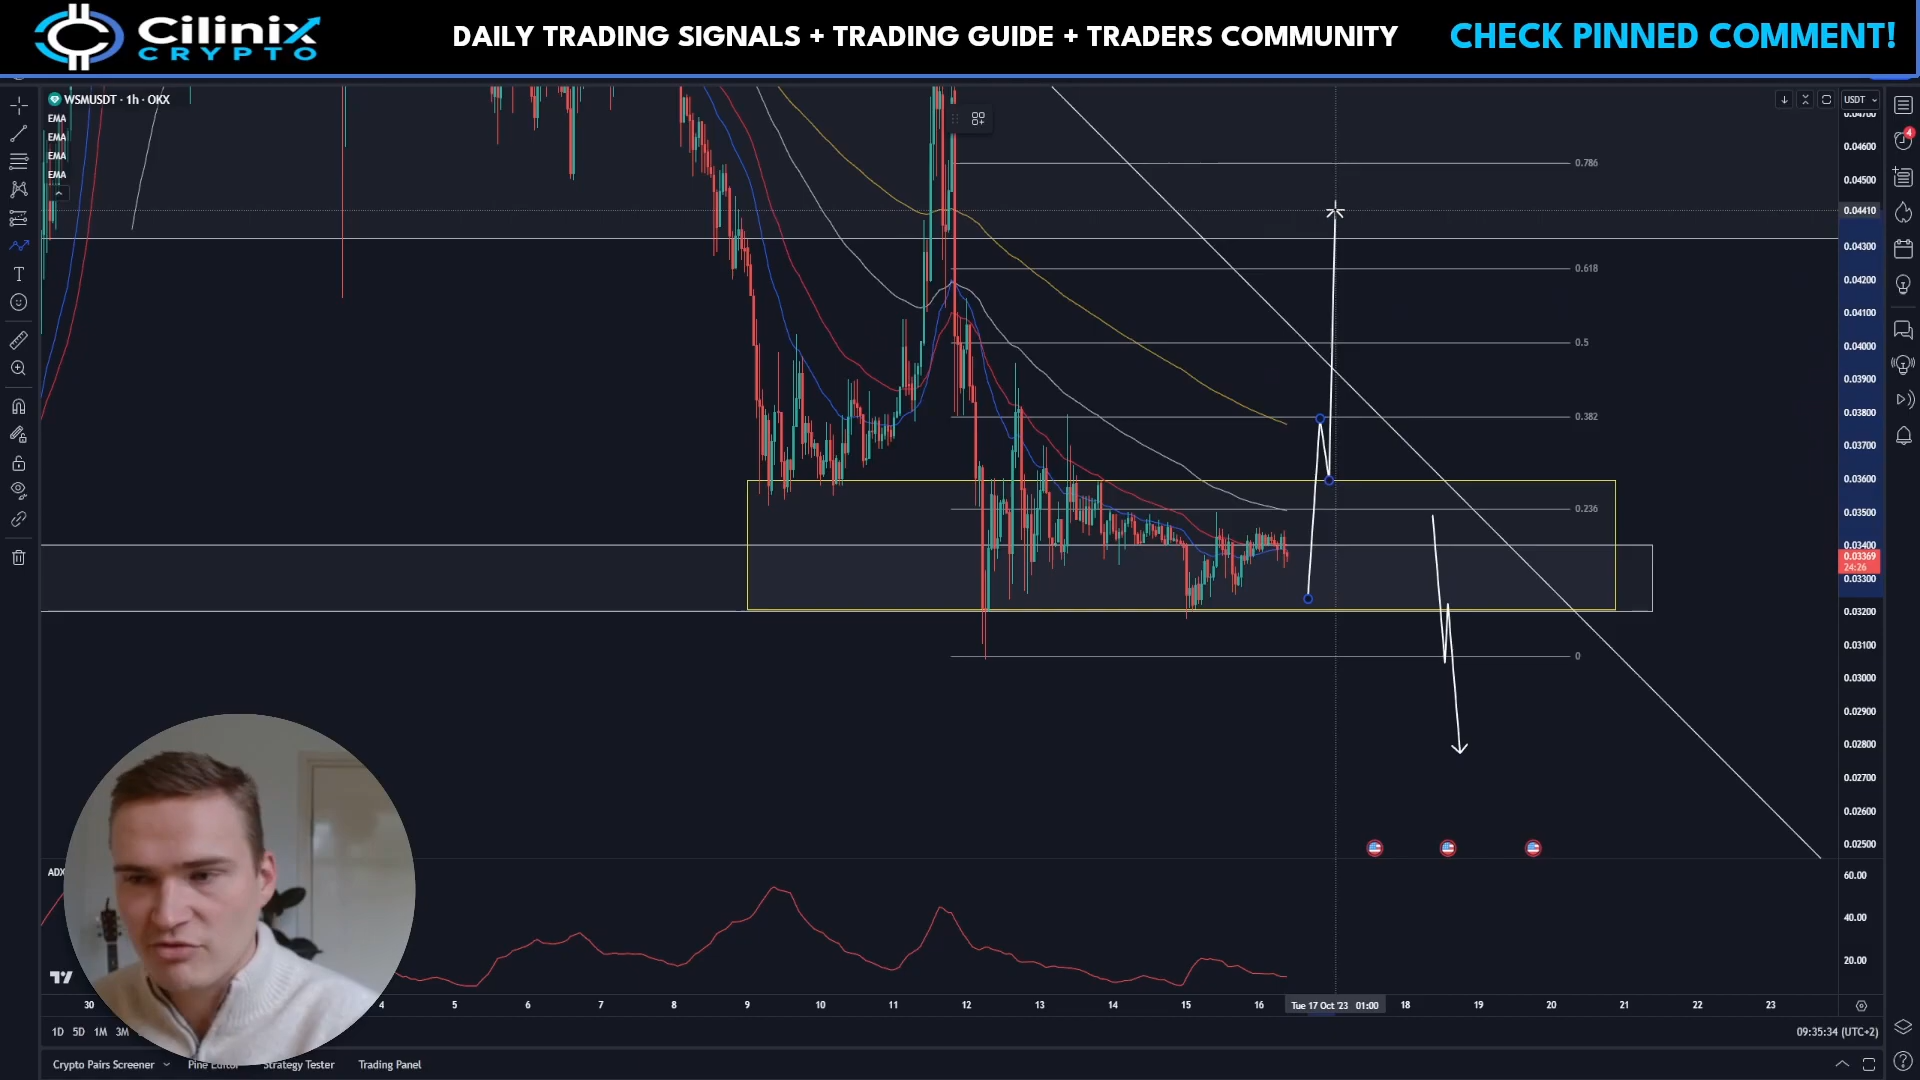 Cilinix
CRYPTO
DAILY TRADING SIGNALS + TRADING GUIDE + TRADERS COMMUNITY
CHECK PINNED COMMENT!
WSMUSDT · 1h · OKX
USDT
EMA
EMA
EMA
EMA
0.04700
0.04600
0.04500
0.04410
0.04300
0.04200
0.04100
0.04000
0.03900
0.03800
0.03700
0.03600
0.03500
0.03400
0.03369
24:26
0.03300
0.03200
0.03100
0.03000
0.02900
0.02800
0.02700
0.02600
0.02500
60.00
40.00
20.00
0.786
0.618
0.5
0.382
0.236
0
4
ADX
30 4 5 6 7 8 9 10 11 12 13 14 15 16 Tue 17 Oct '23 01:00 18 19 20 21 22 23
1D 5D 1M 3M
09:35:34 (UTC+2)
Crypto Pairs Screener Pine Editor Strategy Tester Trading Panel